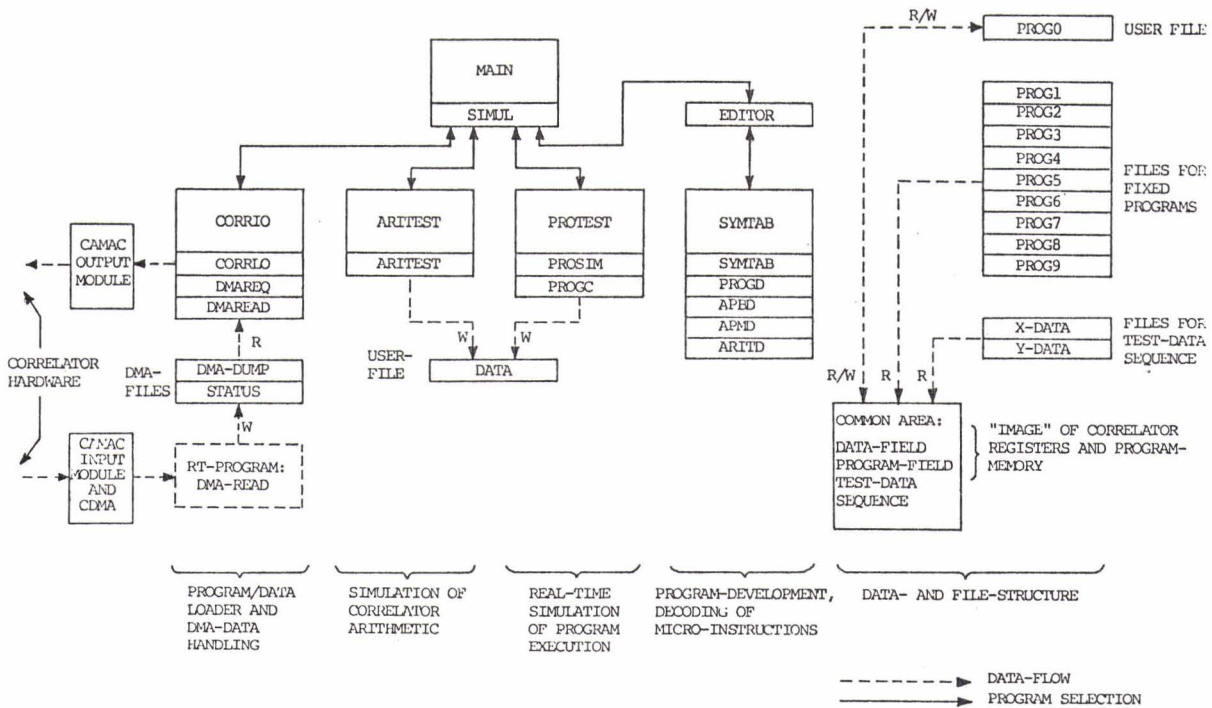 R/W
PROG0
USER FILE
MAIN
SIMUL
EDITOR
PROG1
PROG2
PROG3
PROG4
PROG5
PROG6
PROG7
PROG8
PROG9
FILES FOR
FIXED
PROGRAMS
CAMAC
OUTPUT
MODULE
CORRIO
CORRLO
DMAREQ
DMAREAD
ARITEST
ARITEST
PROTEST
PROSIM
PROGC
SYMTAB
SYMTAB
PROGD
APBD
APMD
ARITD
X-DATA
Y-DATA
FILES FOR
TEST-DATA
SEQUENCE
CORRELATOR
HARDWARE
R
DMA-
FILES
DMA-DUMP
STATUS
W
W
W
USER-
FILE
DATA
R/W
R
R
CAMAC
INPUT
MODULE
AND
CDMA
RT-PROGRAM:
DMA-READ
COMMON AREA:
DATA-FIELD
PROGRAM-FIELD
TEST-DATA
SEQUENCE
"IMAGE" OF CORRELATOR
REGISTERS AND PROGRAM-
MEMORY
PROGRAM/DATA
LOADER AND
DMA-DATA
HANDLING
SIMULATION OF
CORRELATOR
ARITHMETIC
REAL-TIME
SIMULATION
OF PROGRAM
EXECUTION
PROGRAM-DEVELOPMENT,
DECODING OF
MICRO-INSTRUCTIONS
DATA- AND FILE-STRUCTURE
DATA-FLOW
PROGRAM SELECTION